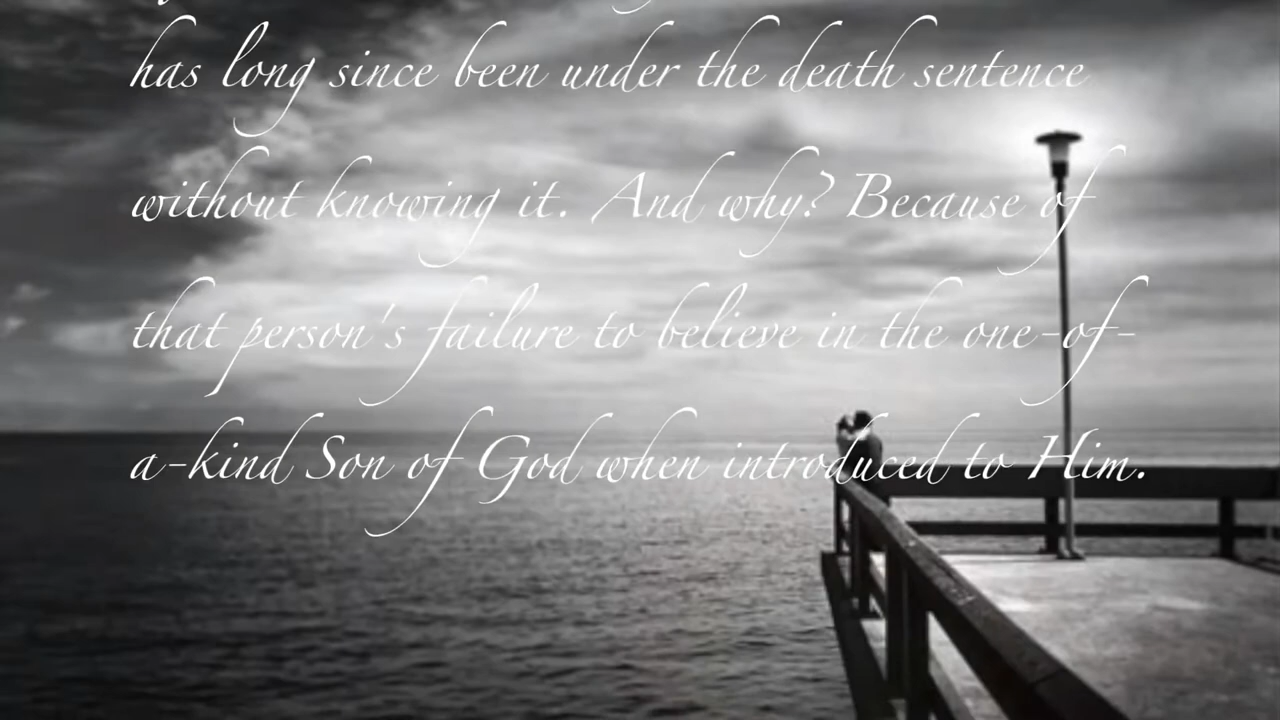 has long since been under the death sentence
without knowing it. And why? Because of
that person's failure to believe in the one-of-
a-kind Son of God when introduced to Him.